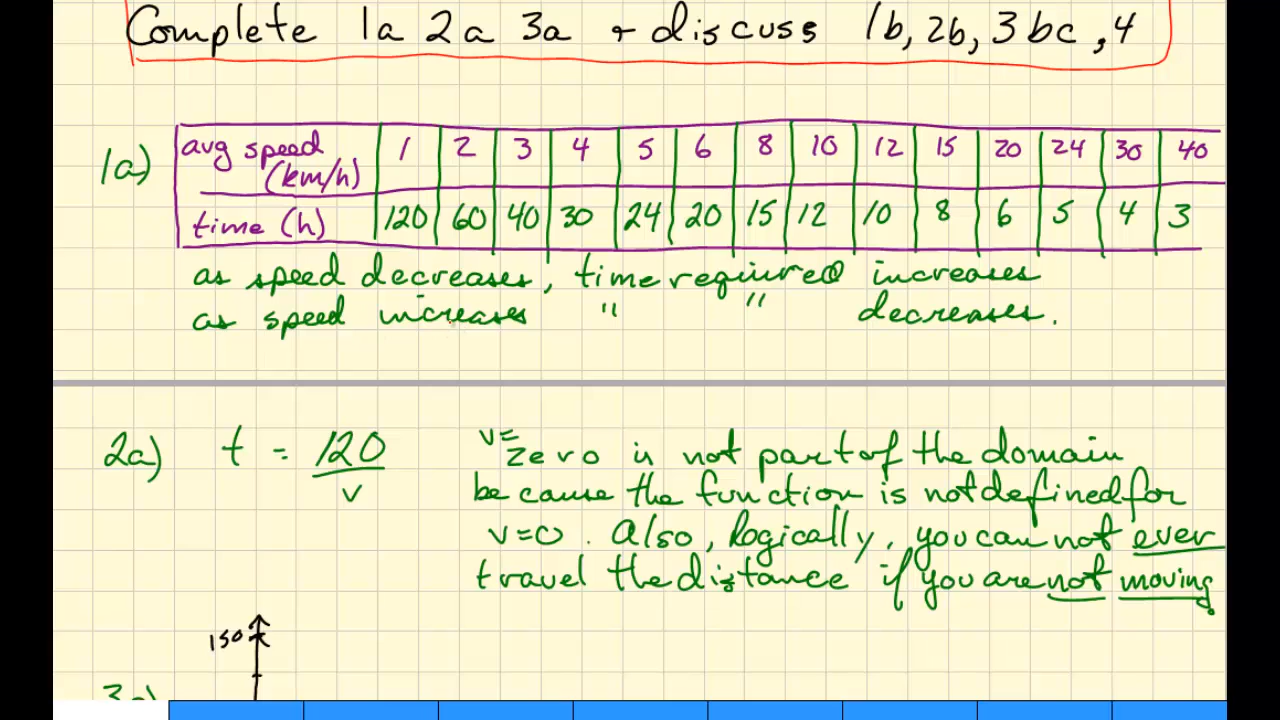 Complete 1a 2a 3a + discuss 1b, 2b, 3bc, 4
1a) avg speed (km/h) 1 2 3 4 5 6 8 10 12 15 20 24 30 40
time (h) 120 60 40 30 24 20 15 12 10 8 6 5 4 3
as speed decreases, time required increases
as speed increases " " decreases.
2a) t = 120/v
v=
zero is not part of the domain
because the function is not defined for
v=0. Also, logically, you can not ever
travel the distance if you are not moving.
150
3a)